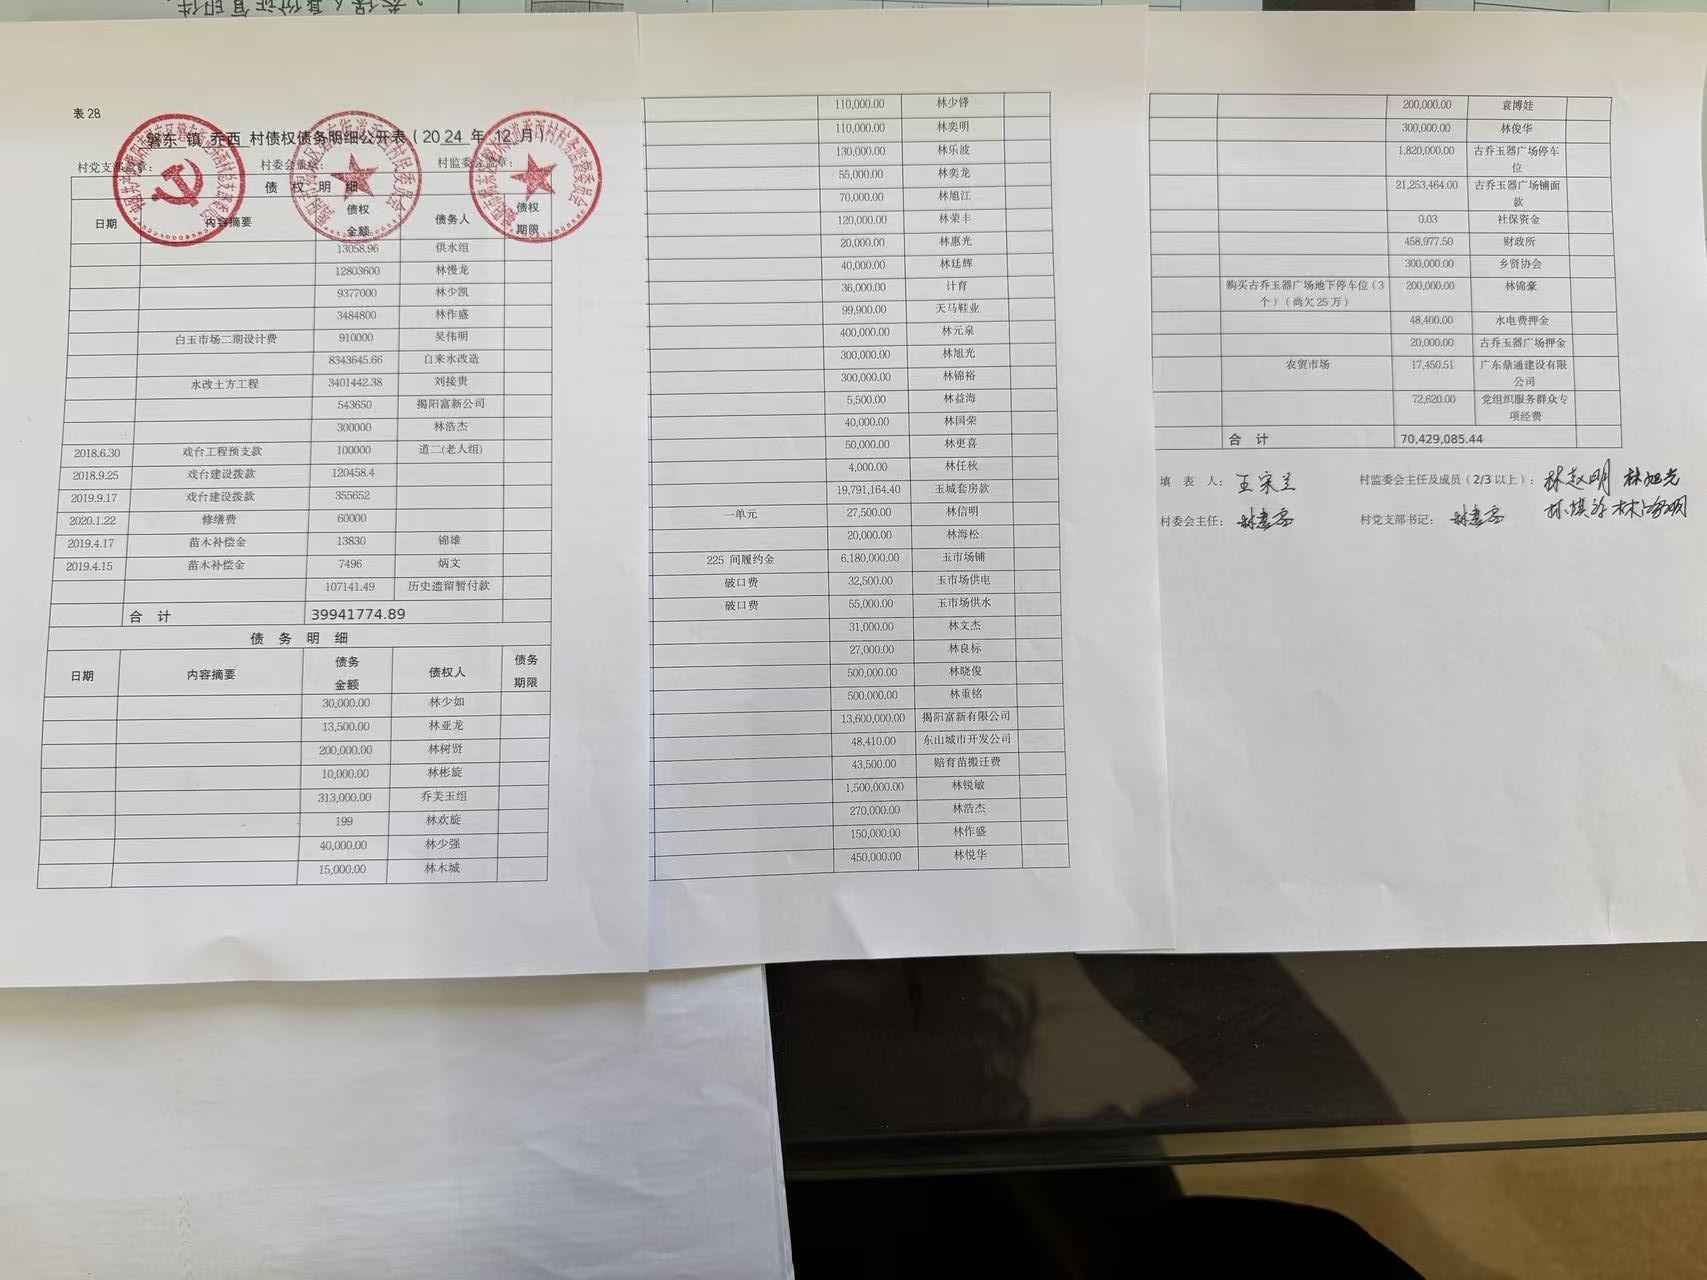 表 28
磐东 镇 乔西 村债权债务明细公开表（2024 年 12 月）
村党支部盖章： 村委会盖章： 村监委会盖章：
债 权 明 细
日期 内容摘要 债权金额 债务人 债权期限
13058.96 供水组
12803600 林慢龙
9377000 林少凯
3484800 林作盛
白玉市场二期设计费 910000 吴伟明
8343645.66 自来水改造
水改土方工程 3401442.38 刘接贵
543650 揭阳富新公司
300000 林浩杰
2018.6.30 戏台工程预支款 100000 道二(老人组)
2018.9.25 戏台建设拨款 120458.4
2019.9.17 戏台建设拨款 355652
2020.1.22 修缮费 60000
2019.4.17 苗木补偿金 13830 锦雄
2019.4.15 苗木补偿金 7496 炳文
107141.49 历史遗留暂付款
合 计 39941774.89
债 务 明 细
日期 内容摘要 债务金额 债权人 债务期限
30,000.00 林少如
13,500.00 林亚龙
200,000.00 林树贤
10,000.00 林彬旋
313,000.00 乔美玉组
199 林欢旋
40,000.00 林少强
15,000.00 林木城
110,000.00 林少锋
110,000.00 林奕明
130,000.00 林乐波
55,000.00 林奕龙
70,000.00 林旭江
120,000.00 林荣丰
20,000.00 林惠光
40,000.00 林廷辉
36,000.00 计育
99,900.00 天马鞋业
400,000.00 林元泉
300,000.00 林旭光
300,000.00 林锦裕
5,500.00 林益海
40,000.00 林国荣
50,000.00 林更喜
4,000.00 林任秋
19,791,164.40 玉城套房款
一单元 27,500.00 林信明
20,000.00 林海松
225 间履约金 6,180,000.00 玉市场铺
破口费 32,500.00 玉市场供电
破口费 55,000.00 玉市场供水
31,000.00 林文杰
27,000.00 林良标
500,000.00 林晓俊
500,000.00 林重铭
13,600,000.00 揭阳富新有限公司
48,410.00 东山城市开发公司
43,500.00 赔育苗搬迁费
1,500,000.00 林锐敏
270,000.00 林浩杰
150,000.00 林作盛
450,000.00 林悦华
200,000.00 袁博娃
300,000.00 林俊华
1,820,000.00 古乔玉器广场停车位
21,253,464.00 古乔玉器广场铺面款
0.03 社保资金
458,977.50 财政所
300,000.00 乡贤协会
购买古乔玉器广场地下停车位（3个）（尚欠 25 万） 200,000.00 林锦豪
48,400.00 水电费押金
20,000.00 古乔玉器广场押金
农贸市场 17,450.51 广东鼎通建设有限公司
72,620.00 党组织服务群众专项经费
合 计 70,429,085.44
填 表 人： 王宋兰 村监委会主任及成员（2/3 以上）： 林赵明 林旭光
村委会主任： 村党支部书记：